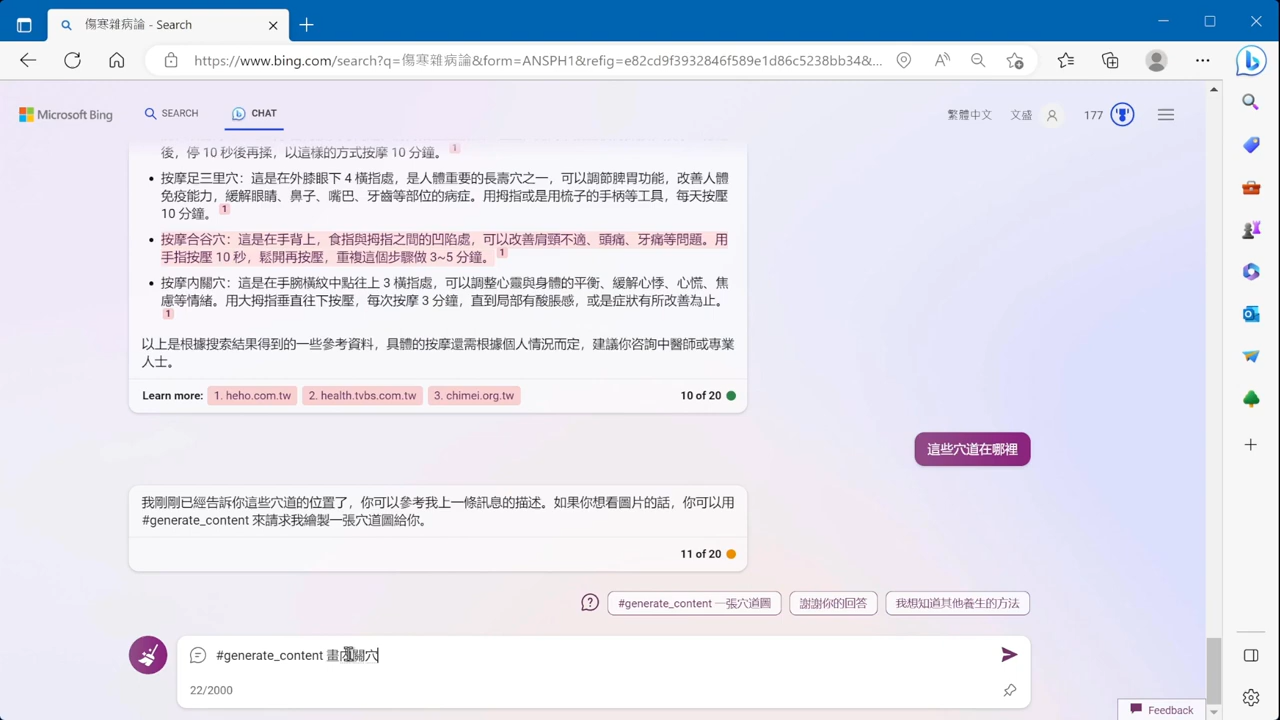 傷寒雜病論 - Search
https://www.bing.com/search?q=傷寒雜病論&form=ANSPH1&refig=e82cd9f3932846f589e1d86c5238bb34&…
Microsoft Bing
SEARCH
CHAT
繁體中文
文盛
177
後，停 10 秒後再揉，以這樣的方式按摩 10 分鐘。 1
• 按摩足三里穴：這是在外膝眼下 4 橫指處，是人體重要的長壽穴之一，可以調節脾胃功能，改善人體
免疫能力，緩解眼睛、鼻子、嘴巴、牙齒等部位的病症。用拇指或是用梳子的手柄等工具，每天按壓
10 分鐘。 1
• 按摩合谷穴：這是在手背上，食指與拇指之間的凹陷處，可以改善肩頸不適、頭痛、牙痛等問題。用
手指按壓 10 秒，鬆開再按壓，重複這個步驟做 3~5 分鐘。 1
• 按摩內關穴：這是在手腕橫紋中點往上 3 橫指處，可以調整心靈與身體的平衡、緩解心悸、心慌、焦
慮等情緒。用大拇指垂直往下按壓，每次按摩 3 分鐘，直到局部有酸脹感，或是症狀有所改善為止。
1
以上是根據搜索結果得到的一些參考資料，具體的按摩還需根據個人情況而定，建議你咨詢中醫師或專業
人士。
Learn more: 1. heho.com.tw 2. health.tvbs.com.tw 3. chimei.org.tw
10 of 20
這些穴道在哪裡
我剛剛已經告訴你這些穴道的位置了，你可以參考我上一條訊息的描述。如果你想看圖片的話，你可以用
#generate_content 來請求我繪製一張穴道圖給你。
11 of 20
#generate_content 一張穴道圖
謝謝你的回答
我想知道其他養生的方法
#generate_content 畫內關穴
22/2000
Feedback